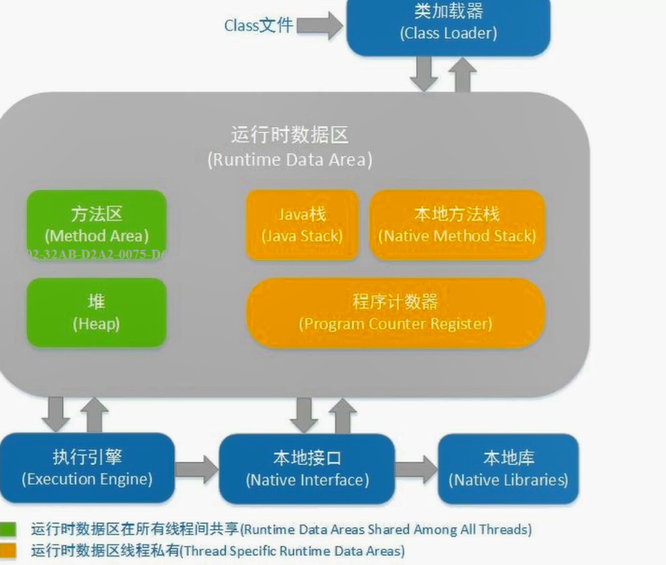 Class文件
类加载器
(Class Loader)
运行时数据区
(Runtime Data Area)
方法区
(Method Area)
Java栈
(Java Stack)
本地方法栈
(Native Method Stack)
02-32AB-D2A2-0075-D
堆
(Heap)
程序计数器
(Program Counter Register)
执行引擎
(Execution Engine)
本地接口
(Native Interface)
本地库
(Native Libraries)
运行时数据区在所有线程间共享(Runtime Data Areas Shared Among All Threads)
运行时数据区线程私有(Thread Specific Runtime Data Areas)